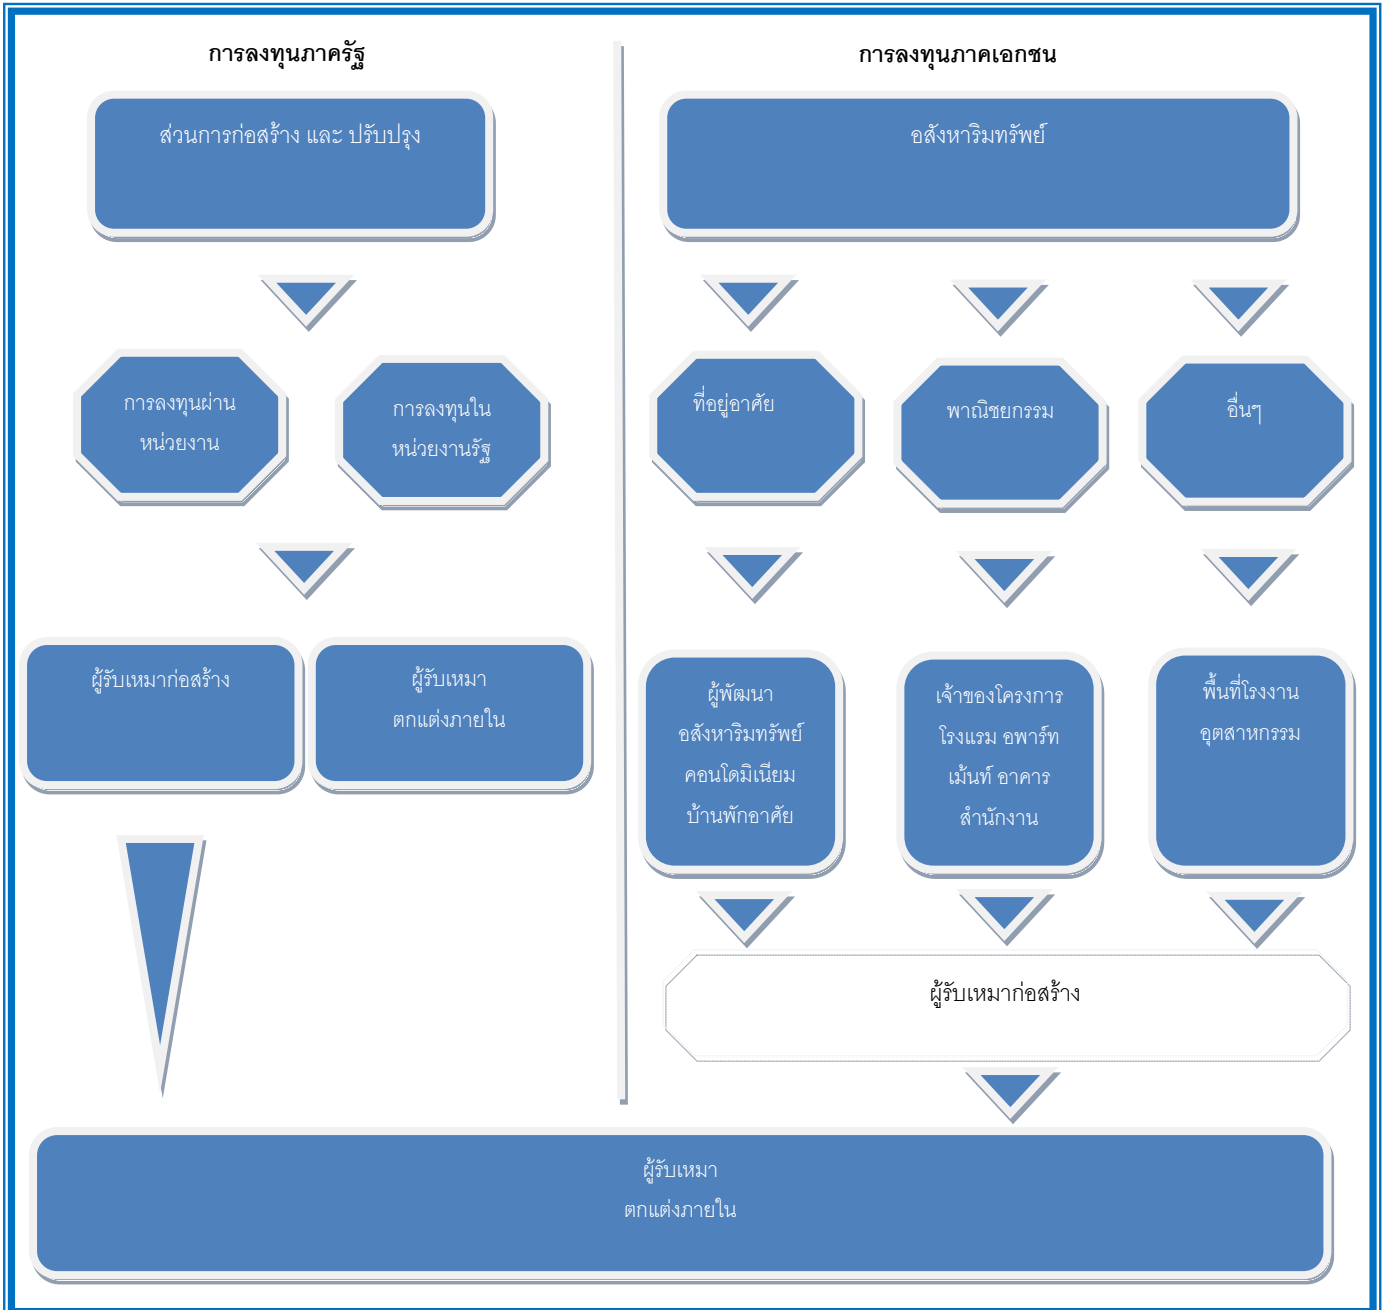 การลงทุนภาครัฐ
การลงทุนภาคเอกชน
ส่วนการก่อสร้าง และ ปรับปรุง
อสังหาริมทรัพย์
การลงทุนผ่าน
หน่วยงาน
การลงทุนใน
หน่วยงานรัฐ
ที่อยู่อาศัย
พาณิชยกรรม
อื่นๆ
ผู้รับเหมาก่อสร้าง
ผู้รับเหมา
ตกแต่งภายใน
ผู้พัฒนา
อสังหาริมทรัพย์
คอนโดมิเนียม
บ้านพักอาศัย
เจ้าของโครงการ
โรงแรม อพาร์ท
เม้นท์ อาคาร
สำนักงาน
พื้นที่โรงงาน
อุตสาหกรรม
ผู้รับเหมาก่อสร้าง
ผู้รับเหมา
ตกแต่งภายใน